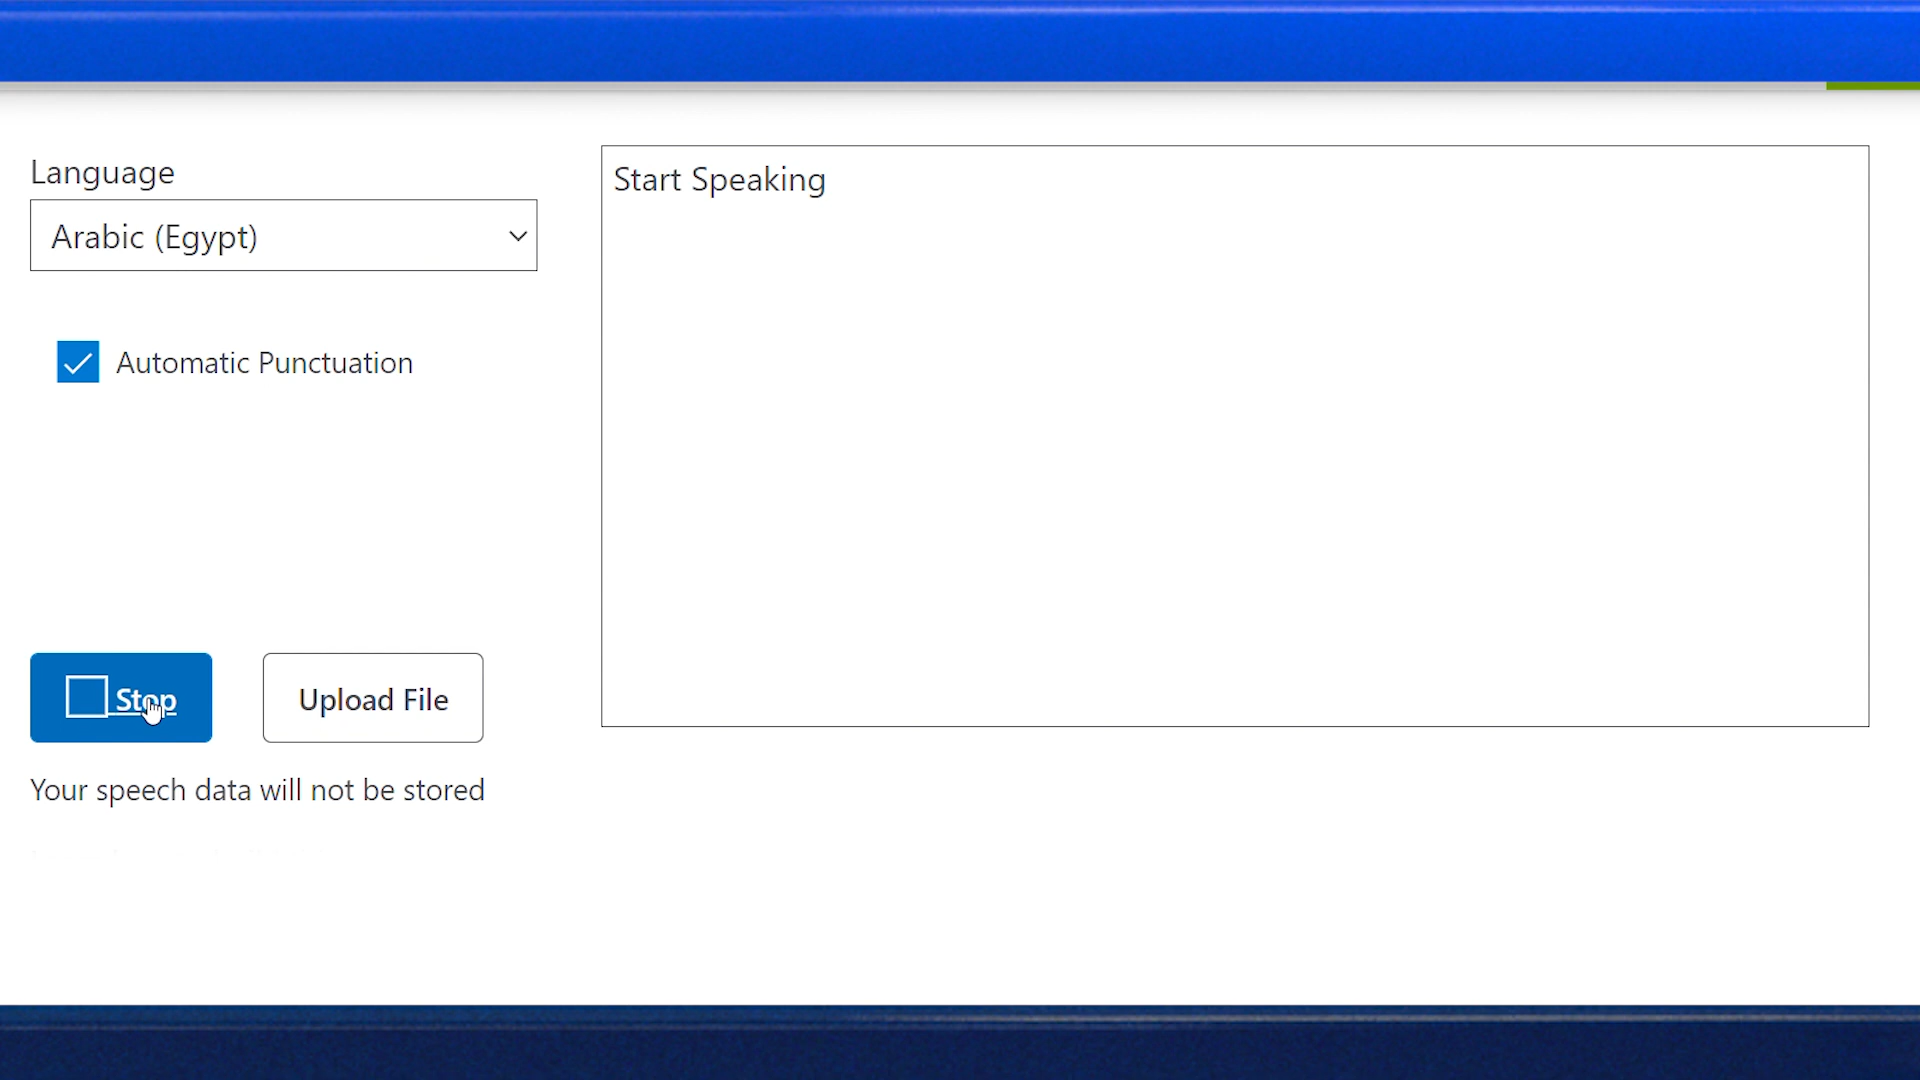 Language
Arabic (Egypt)
Automatic Punctuation
Stop
Upload File
Your speech data will not be stored
Start Speaking